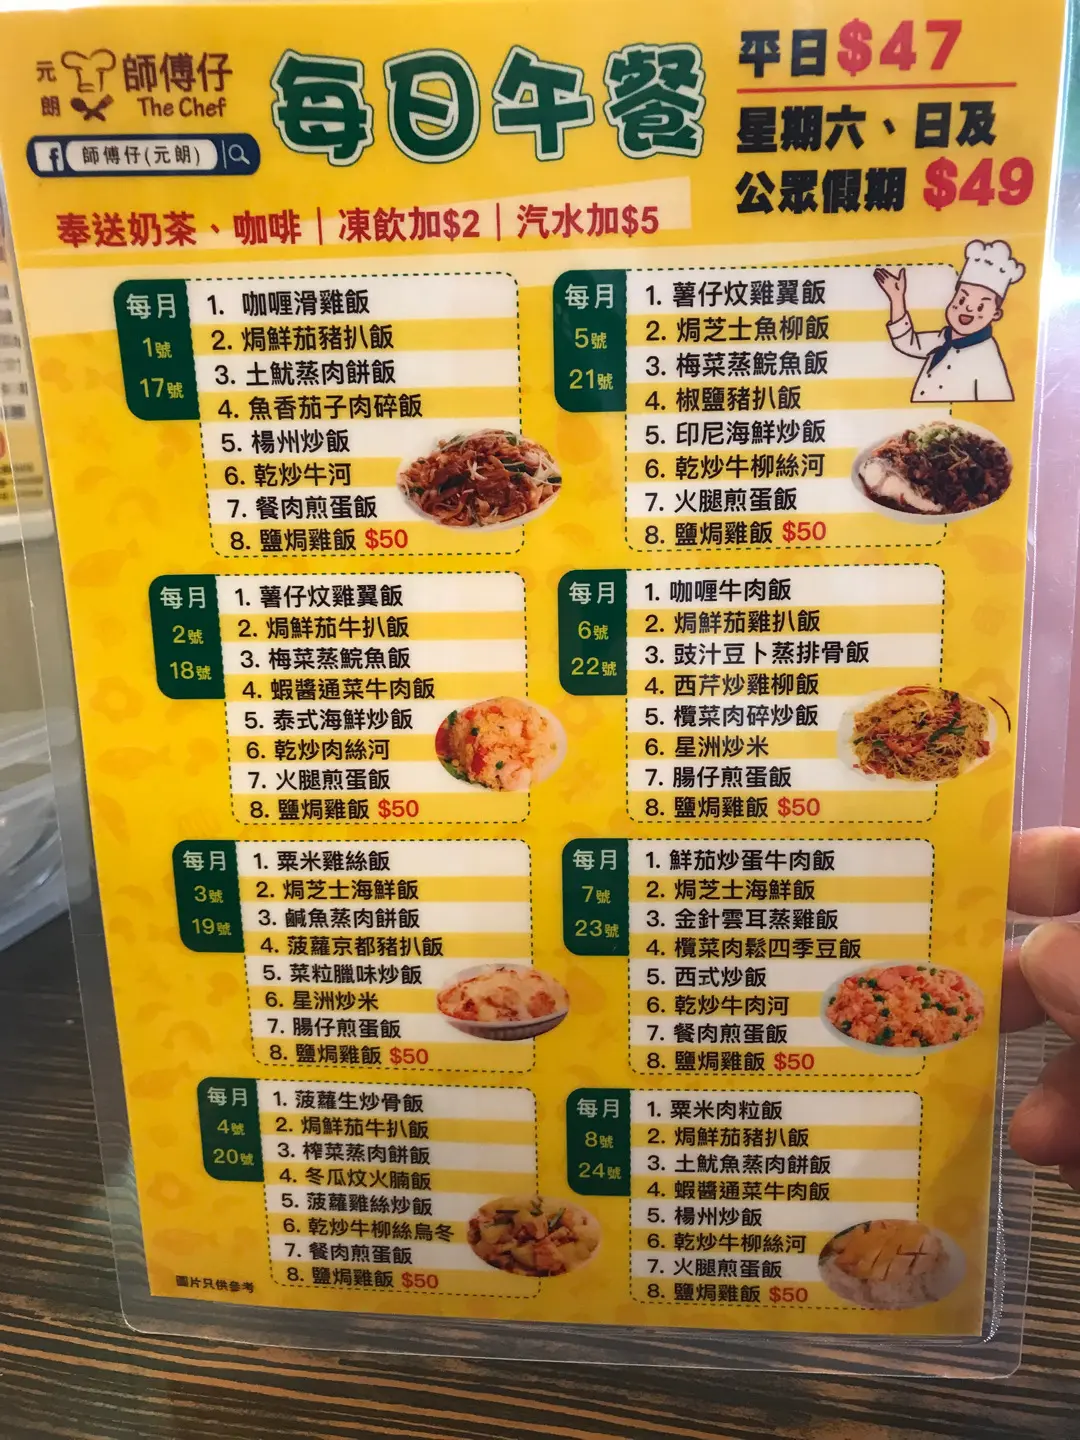 元朗
師傅仔
The Chef
師傅仔(元朗)
每日午餐
平日$47
星期六、日及
公眾假期 $49
奉送奶茶、咖啡｜凍飲加$2｜汽水加$5
每月
1號
17號
1. 咖喱滑雞飯
2. 焗鮮茄豬扒飯
3. 土魷蒸肉餅飯
4. 魚香茄子肉碎飯
5. 楊州炒飯
6. 乾炒牛河
7. 餐肉煎蛋飯
8. 鹽焗雞飯 $50
每月
5號
21號
1. 薯仔炆雞翼飯
2. 焗芝士魚柳飯
3. 梅菜蒸鯇魚飯
4. 椒鹽豬扒飯
5. 印尼海鮮炒飯
6. 乾炒牛柳絲河
7. 火腿煎蛋飯
8. 鹽焗雞飯 $50
每月
2號
18號
1. 薯仔炆雞翼飯
2. 焗鮮茄牛扒飯
3. 梅菜蒸鯇魚飯
4. 蝦醬通菜牛肉飯
5. 泰式海鮮炒飯
6. 乾炒肉絲河
7. 火腿煎蛋飯
8. 鹽焗雞飯 $50
每月
6號
22號
1. 咖喱牛肉飯
2. 焗鮮茄雞扒飯
3. 豉汁豆卜蒸排骨飯
4. 西芹炒雞柳飯
5. 欖菜肉碎炒飯
6. 星洲炒米
7. 腸仔煎蛋飯
8. 鹽焗雞飯 $50
每月
3號
19號
1. 粟米雞絲飯
2. 焗芝士海鮮飯
3. 鹹魚蒸肉餅飯
4. 菠蘿京都豬扒飯
5. 菜粒臘味炒飯
6. 星洲炒米
7. 腸仔煎蛋飯
8. 鹽焗雞飯 $50
每月
7號
23號
1. 鮮茄炒蛋牛肉飯
2. 焗芝士海鮮飯
3. 金針雲耳蒸雞飯
4. 欖菜肉鬆四季豆飯
5. 西式炒飯
6. 乾炒牛肉河
7. 餐肉煎蛋飯
8. 鹽焗雞飯 $50
每月
4號
20號
1. 菠蘿生炒骨飯
2. 焗鮮茄牛扒飯
3. 榨菜蒸肉餅飯
4. 冬瓜炆火腩飯
5. 菠蘿雞絲炒飯
6. 乾炒牛柳絲烏冬
7. 餐肉煎蛋飯
8. 鹽焗雞飯 $50
每月
8號
24號
1. 粟米肉粒飯
2. 焗鮮茄豬扒飯
3. 土魷魚蒸肉餅飯
4. 蝦醬通菜牛肉飯
5. 楊州炒飯
6. 乾炒牛柳絲河
7. 火腿煎蛋飯
8. 鹽焗雞飯 $50
圖片只供參考